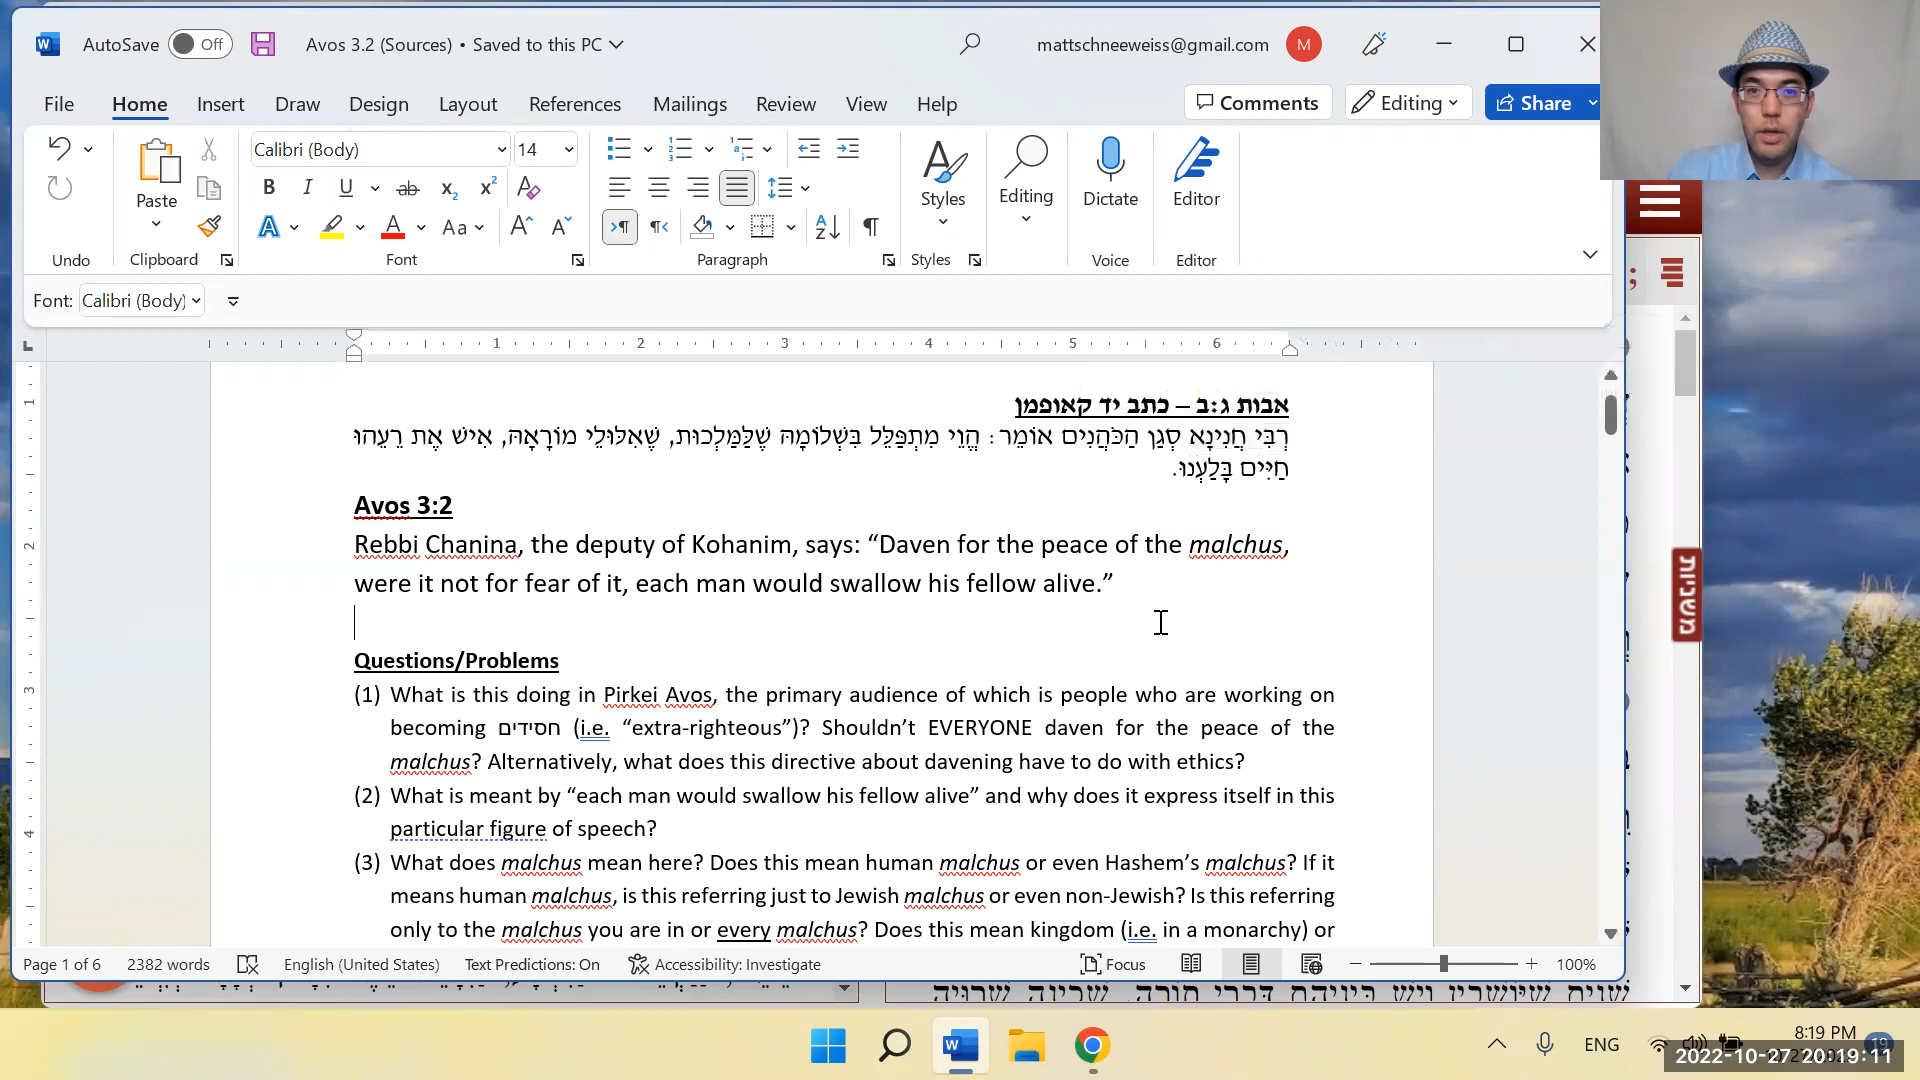 AutoSave Off Avos 3.2 (Sources) • Saved to this PC mattschneeweiss@gmail.com M
File Home Insert Draw Design Layout References Mailings Review View Help Comments Editing Share
Calibri (Body) 14
Paste Styles Editing Dictate Editor
Undo Clipboard Font Paragraph Styles Voice Editor
Font: Calibri (Body)
1 2 3 4 5 6
אבות ג:ב – כתב יד קאופמן
רְבִּי חֲנִינָא סְגַן הַכֹּהֲנִים אוֹמֵר: הֱוֵי מִתְפַּלֵּל בִּשְׁלוֹמָהּ שֶׁלַּמַּלְכוּת, שֶׁאִלּוּלֵי מוֹרָאָהּ, אִישׁ אֶת רֵעֵהוּ
חַיִּים בָּלַעְנוּ.
Avos 3:2
Rebbi Chanina, the deputy of Kohanim, says: “Daven for the peace of the malchus,
were it not for fear of it, each man would swallow his fellow alive.”
Questions/Problems
(1) What is this doing in Pirkei Avos, the primary audience of which is people who are working on
becoming חסידים (i.e. “extra-righteous”)? Shouldn’t EVERYONE daven for the peace of the
malchus? Alternatively, what does this directive about davening have to do with ethics?
(2) What is meant by “each man would swallow his fellow alive” and why does it express itself in this
particular figure of speech?
(3) What does malchus mean here? Does this mean human malchus or even Hashem’s malchus? If it
means human malchus, is this referring just to Jewish malchus or even non-Jewish? Is this referring
only to the malchus you are in or every malchus? Does this mean kingdom (i.e. in a monarchy) or
משניות
Page 1 of 6 2382 words English (United States) Text Predictions: On Accessibility: Investigate Focus 100%
ENG 8:19 PM 19
2022-10-27 20:19:11